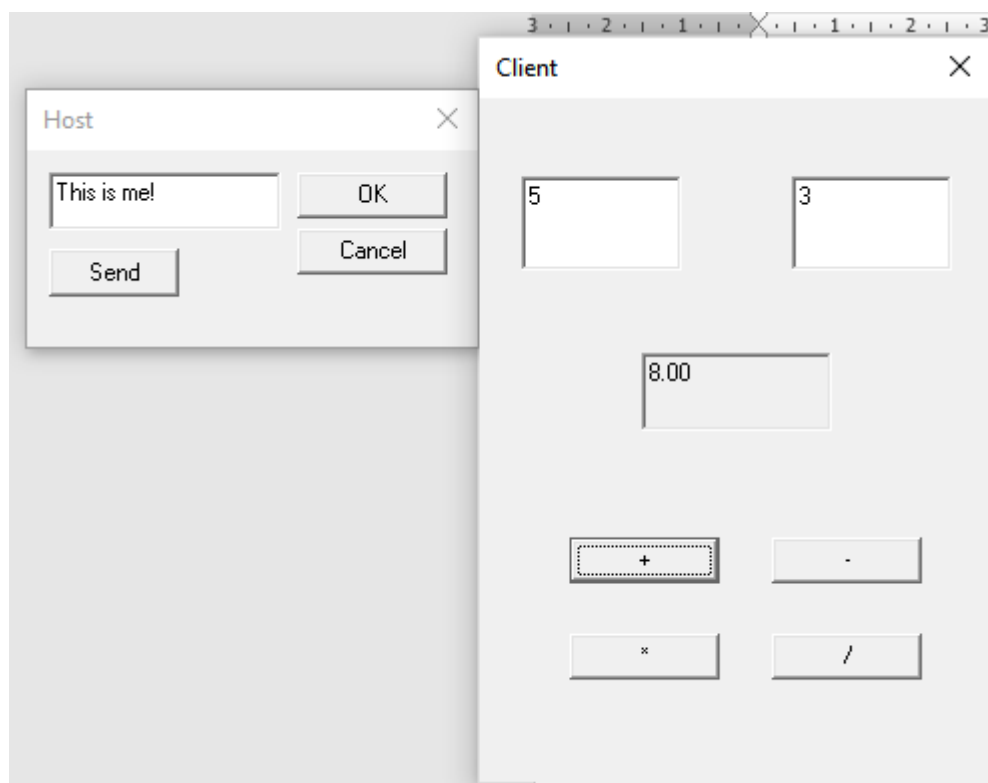 3 · ı · 2 · ı · 1 · ı · · ı · 1 · ı · 2 · ı · 3
Client
Host
This is me!
OK
Cancel
Send
5
3
8.00
+
-
*
/